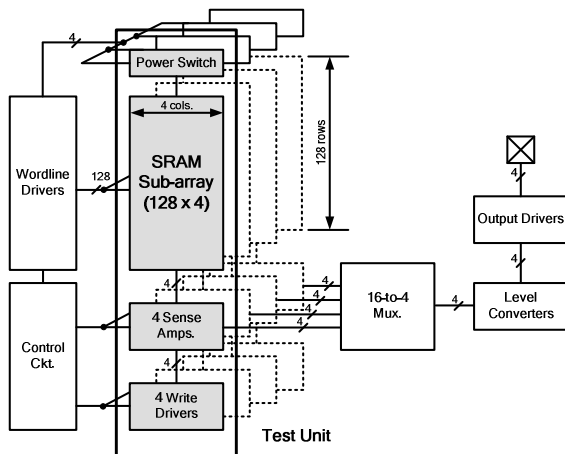 4
Power Switch
4 cols.
SRAM
Sub-array
(128 x 4)
128 rows
Wordline
Drivers
128
4
Output Drivers
4
4
4
4
4
4
16-to-4
Mux.
4
Level
Converters
4 Sense
Amps.
Control
Ckt.
4
4 Write
Drivers
Test Unit